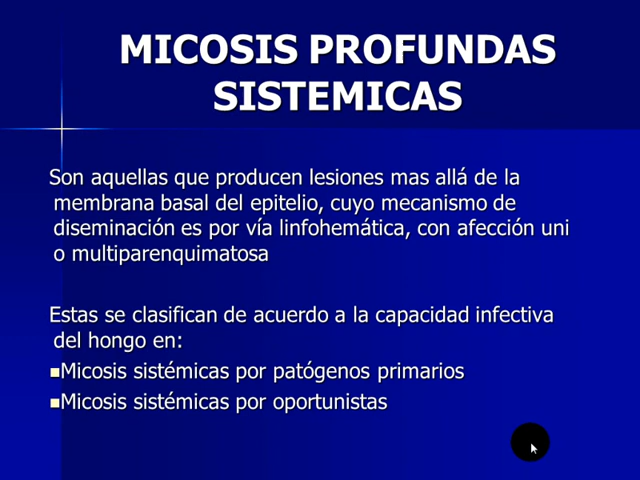 MICOSIS PROFUNDAS
SISTEMICAS
Son aquellas que producen lesiones mas allá de la
membrana basal del epitelio, cuyo mecanismo de
diseminación es por vía linfohemática, con afección uni
o multiparenquimatosa
Estas se clasifican de acuerdo a la capacidad infectiva
del hongo en:
■Micosis sistémicas por patógenos primarios
■Micosis sistémicas por oportunistas